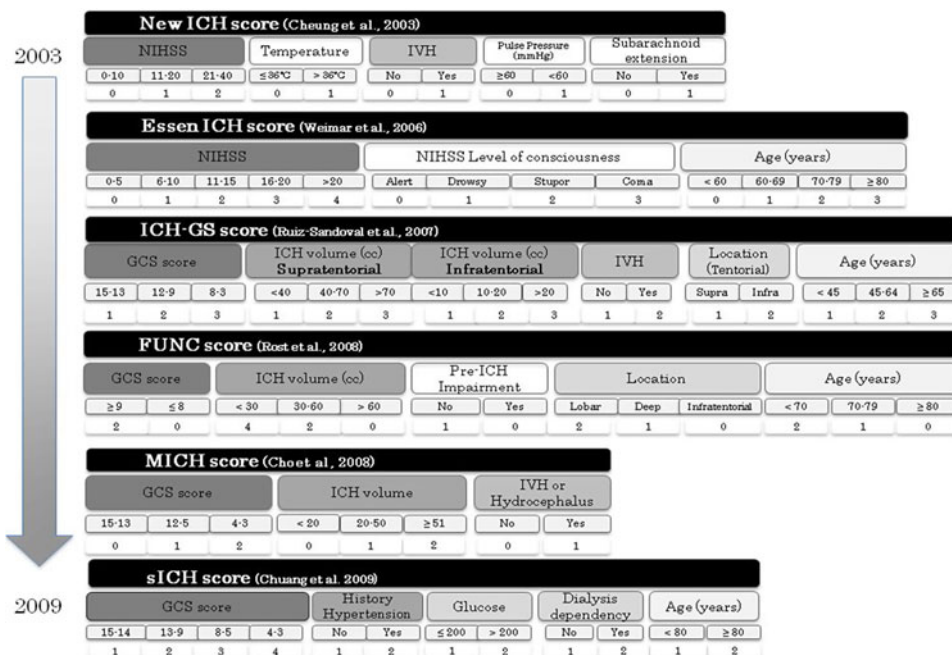 New ICH score (Cheung et al., 2003)
2003
NIHSS Temperature IVH Pulse Pressure (mmHg) Subarachnoid extension
0-10 11-20 21-40 ≤36°C >36°C No Yes ≥60 <60 No Yes
0 1 2 0 1 0 1 0 1 0 1
Essen ICH score (Weimar et al., 2006)
NIHSS NIHSS Level of consciousness Age (years)
0-5 6-10 11-15 16-20 >20 Alert Drowsy Stupor Coma <60 60-69 70-79 ≥80
0 1 2 3 4 0 1 2 3 0 1 2 3
ICH-GS score (Ruiz-Sandoval et al., 2007)
GCS score ICH volume (cc) Supratentorial ICH volume (cc) Infratentorial IVH Location (Tentorial) Age (years)
15-13 12-9 8-3 <40 40-70 >70 <10 10-20 >20 No Yes Supra Infra <45 45-64 ≥65
1 2 3 1 2 3 1 2 3 1 2 1 2 1 2 3
FUNC score (Rost et al., 2008)
GCS score ICH volume (cc) Pre-ICH Impairment Location Age (years)
≥9 ≤8 <30 30-60 >60 No Yes Lobar Deep Infratentorial <70 70-79 ≥80
2 0 4 2 0 1 0 2 1 0 2 1 0
MICH score (Cho et al, 2008)
GCS score ICH volume IVH or Hydrocephalus
15-13 12-5 4-3 <20 20-50 ≥51 No Yes
0 1 2 0 1 2 0 1
sICH score (Chuang et al. 2009)
2009
GCS score History Hypertension Glucose Dialysis dependency Age (years)
15-14 13-9 8-5 4-3 No Yes ≤200 >200 No Yes <80 ≥80
1 2 3 4 1 2 1 2 1 2 1 2